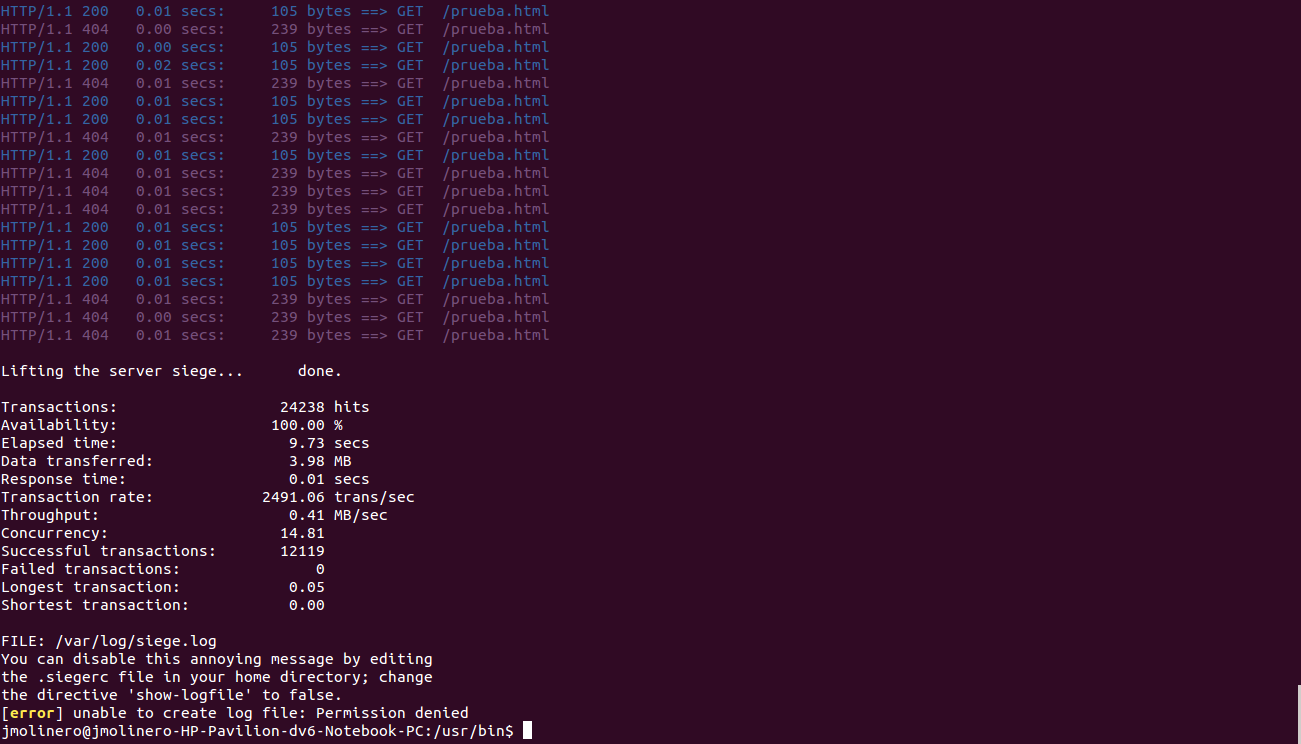 HTTP/1.1 200   0.01 secs:     105 bytes ==> GET  /prueba.html
HTTP/1.1 404   0.00 secs:     239 bytes ==> GET  /prueba.html
HTTP/1.1 200   0.00 secs:     105 bytes ==> GET  /prueba.html
HTTP/1.1 200   0.02 secs:     105 bytes ==> GET  /prueba.html
HTTP/1.1 404   0.01 secs:     239 bytes ==> GET  /prueba.html
HTTP/1.1 200   0.01 secs:     105 bytes ==> GET  /prueba.html
HTTP/1.1 200   0.01 secs:     105 bytes ==> GET  /prueba.html
HTTP/1.1 404   0.01 secs:     239 bytes ==> GET  /prueba.html
HTTP/1.1 200   0.01 secs:     105 bytes ==> GET  /prueba.html
HTTP/1.1 404   0.01 secs:     239 bytes ==> GET  /prueba.html
HTTP/1.1 404   0.01 secs:     239 bytes ==> GET  /prueba.html
HTTP/1.1 404   0.01 secs:     239 bytes ==> GET  /prueba.html
HTTP/1.1 200   0.01 secs:     105 bytes ==> GET  /prueba.html
HTTP/1.1 200   0.01 secs:     105 bytes ==> GET  /prueba.html
HTTP/1.1 200   0.01 secs:     105 bytes ==> GET  /prueba.html
HTTP/1.1 200   0.01 secs:     105 bytes ==> GET  /prueba.html
HTTP/1.1 404   0.01 secs:     239 bytes ==> GET  /prueba.html
HTTP/1.1 404   0.00 secs:     239 bytes ==> GET  /prueba.html
HTTP/1.1 404   0.01 secs:     239 bytes ==> GET  /prueba.html
Lifting the server siege...      done.
Transactions:                  24238 hits
Availability:                 100.00 %
Elapsed time:                   9.73 secs
Data transferred:               3.98 MB
Response time:                  0.01 secs
Transaction rate:            2491.06 trans/sec
Throughput:                     0.41 MB/sec
Concurrency:                   14.81
Successful transactions:       12119
Failed transactions:               0
Longest transaction:            0.05
Shortest transaction:           0.00
FILE: /var/log/siege.log
You can disable this annoying message by editing
the .siegerc file in your home directory; change
the directive 'show-logfile' to false.
[error] unable to create log file: Permission denied
jmolinero@jmolinero-HP-Pavilion-dv6-Notebook-PC:/usr/bin$